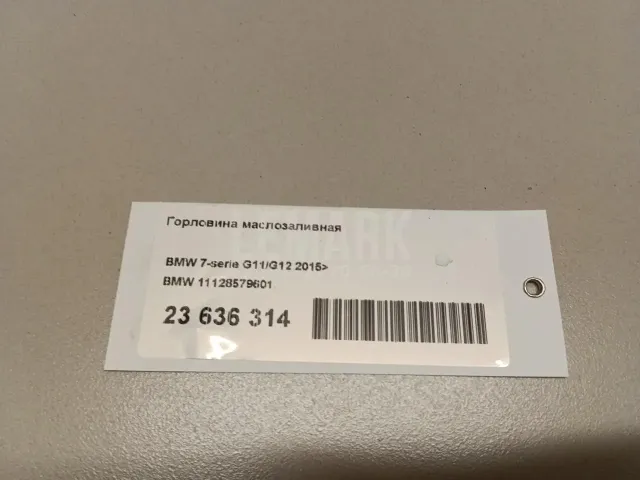 Горловина маслозаливная
BMW 7-serie G11/G12 2015>
BMW 11128579601
23 636 314